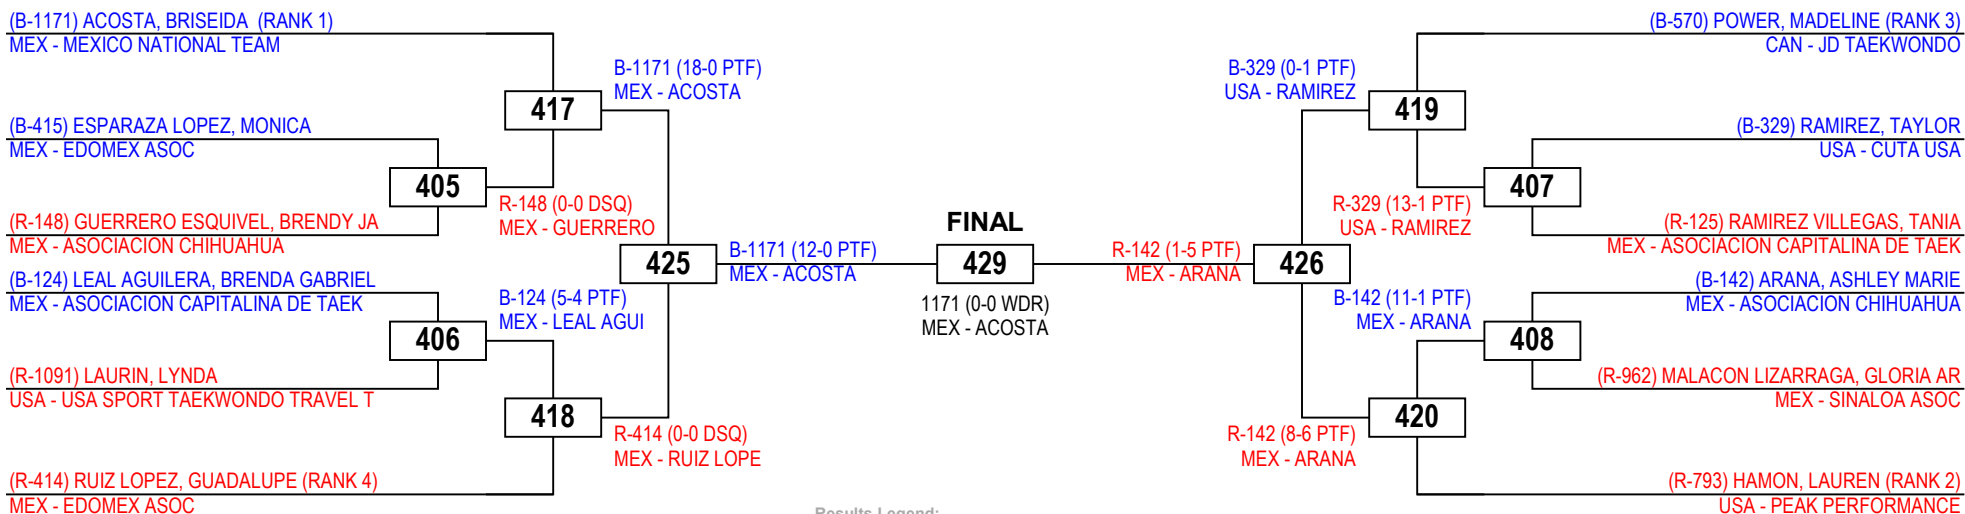 (B-1171) ACOSTA, BRISEIDA (RANK 1)
MEX - MEXICO NATIONAL TEAM
(B-415) ESPARAZA LOPEZ, MONICA
MEX - EDOMEX ASOC
(R-148) GUERRERO ESQUIVEL, BRENDY JA
MEX - ASOCIACION CHIHUAHUA
(B-124) LEAL AGUILERA, BRENDA GABRIEL
MEX - ASOCIACION CAPITALINA DE TAEK
(R-1091) LAURIN, LYNDA
USA - USA SPORT TAEKWONDO TRAVEL T
(R-414) RUIZ LOPEZ, GUADALUPE (RANK 4)
MEX - EDOMEX ASOC
405
406
R-148 (0-0 DSQ)
MEX - GUERRERO
B-124 (5-4 PTF)
MEX - LEAL AGUI
417
418
B-1171 (18-0 PTF)
MEX - ACOSTA
R-414 (0-0 DSQ)
MEX - RUIZ LOPE
425
B-1171 (12-0 PTF)
MEX - ACOSTA
FINAL
429
1171 (0-0 WDR)
MEX - ACOSTA
Results Legend:
R-142 (1-5 PTF)
MEX - ARANA
426
B-329 (0-1 PTF)
USA - RAMIREZ
R-142 (8-6 PTF)
MEX - ARANA
419
420
R-329 (13-1 PTF)
USA - RAMIREZ
B-142 (11-1 PTF)
MEX - ARANA
407
408
(B-570) POWER, MADELINE (RANK 3)
CAN - JD TAEKWONDO
(B-329) RAMIREZ, TAYLOR
USA - CUTA USA
(R-125) RAMIREZ VILLEGAS, TANIA
MEX - ASOCIACION CAPITALINA DE TAEK
(B-142) ARANA, ASHLEY MARIE
MEX - ASOCIACION CHIHUAHUA
(R-962) MALACON LIZARRAGA, GLORIA AR
MEX - SINALOA ASOC
(R-793) HAMON, LAUREN (RANK 2)
USA - PEAK PERFORMANCE